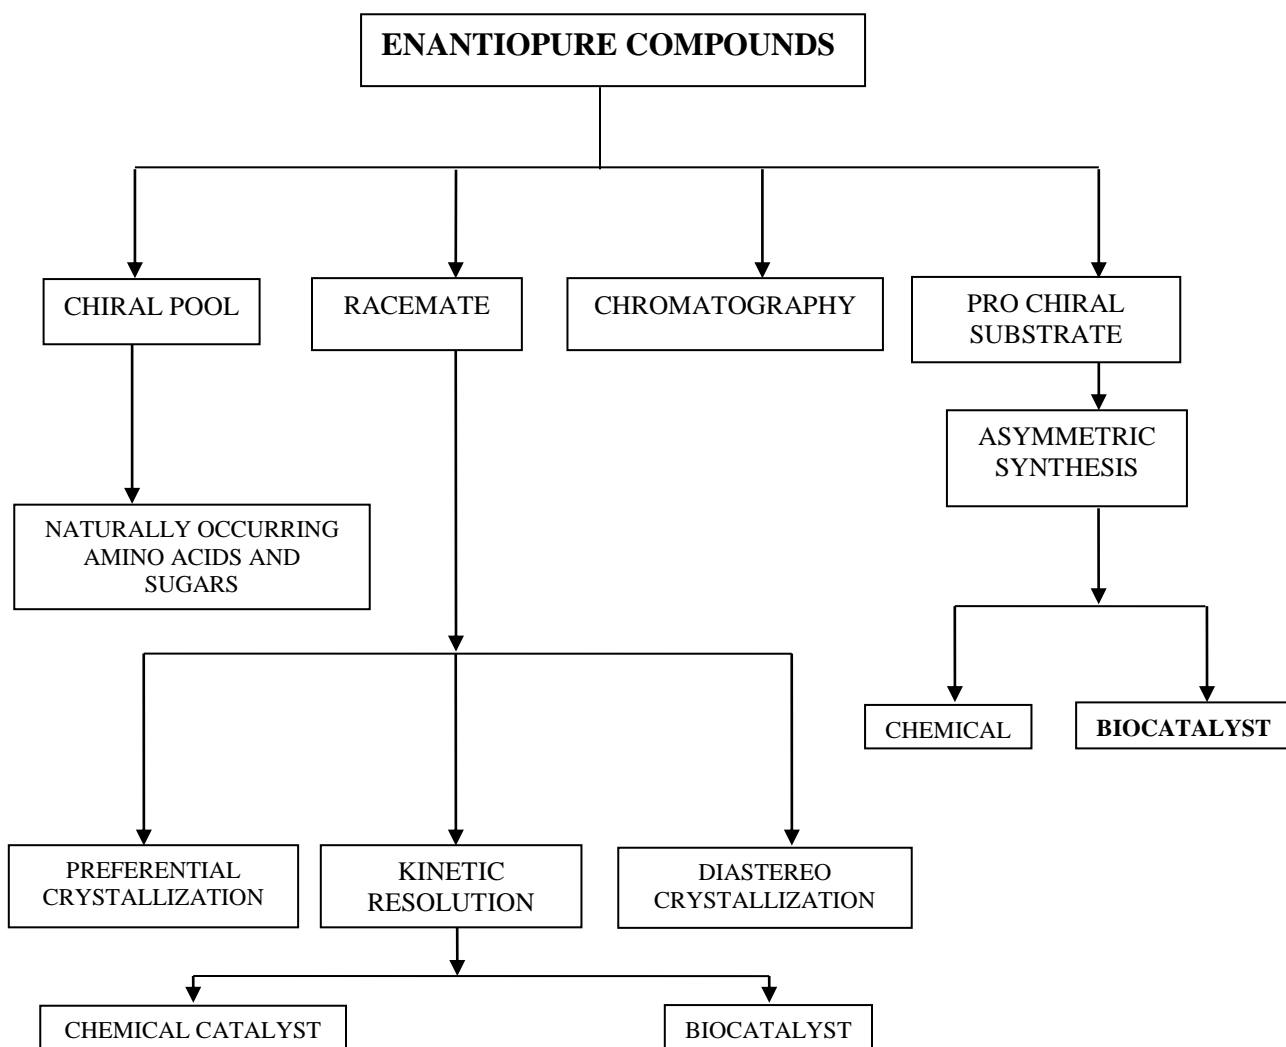 ENANTIOPURE COMPOUNDS
CHIRAL POOL
RACEMATE
CHROMATOGRAPHY
PRO CHIRAL
SUBSTRATE
ASYMMETRIC
SYNTHESIS
NATURALLY OCCURRING
AMINO ACIDS AND
SUGARS
CHEMICAL
BIOCATALYST
PREFERENTIAL
CRYSTALLIZATION
KINETIC
RESOLUTION
DIASTEREO
CRYSTALLIZATION
CHEMICAL CATALYST
BIOCATALYST